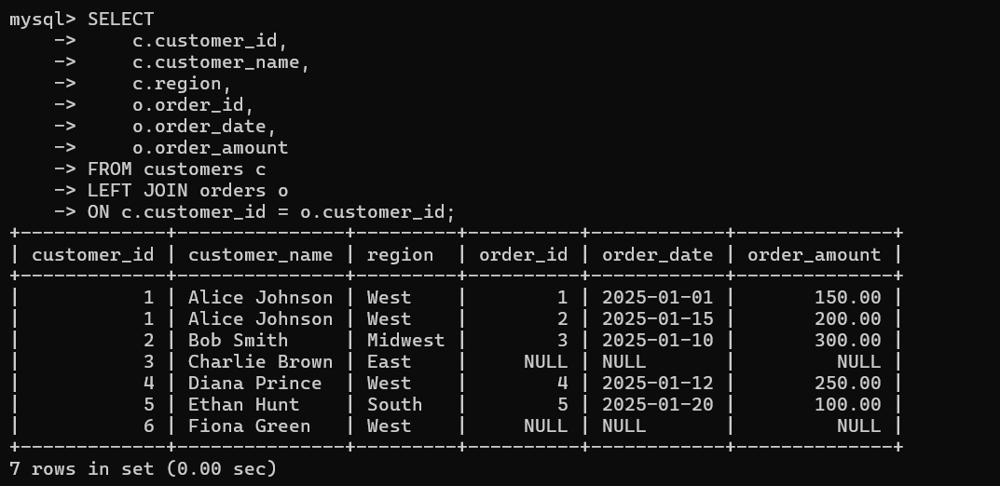 mysql> SELECT
    ->     c.customer_id,
    ->     c.customer_name,
    ->     c.region,
    ->     o.order_id,
    ->     o.order_date,
    ->     o.order_amount
    -> FROM customers c
    -> LEFT JOIN orders o
    -> ON c.customer_id = o.customer_id;
+-------------+---------------+---------+----------+------------+--------------+
| customer_id | customer_name | region  | order_id | order_date | order_amount |
+-------------+---------------+---------+----------+------------+--------------+
|           1 | Alice Johnson | West    |        1 | 2025-01-01 |       150.00 |
|           1 | Alice Johnson | West    |        2 | 2025-01-15 |       200.00 |
|           2 | Bob Smith     | Midwest |        3 | 2025-01-10 |       300.00 |
|           3 | Charlie Brown | East    |     NULL | NULL       |         NULL |
|           4 | Diana Prince  | West    |        4 | 2025-01-12 |       250.00 |
|           5 | Ethan Hunt    | South   |        5 | 2025-01-20 |       100.00 |
|           6 | Fiona Green   | West    |     NULL | NULL       |         NULL |
+-------------+---------------+---------+----------+------------+--------------+
7 rows in set (0.00 sec)